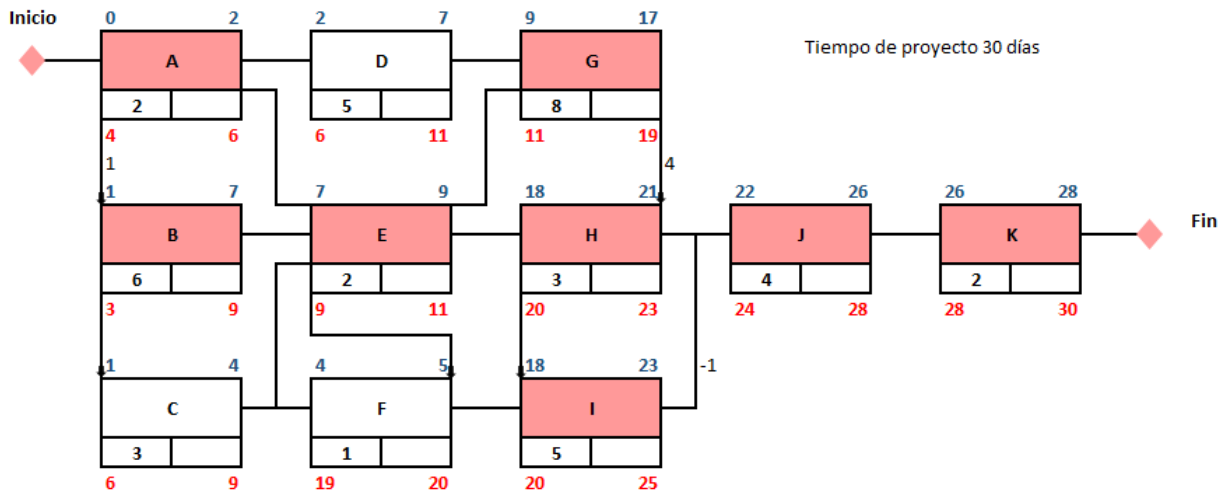 Inicio
0 2 2 7 9 17
Tiempo de proyecto 30 días
A D G
2 5 8
4 6 6 11 11 19
1 4
1 7 7 9 18 21 22 26 26 28
Fin
B E H J K
6 2 3 4 2
3 9 9 11 20 23 24 28 28 30
1 4 4 5 18 23 -1
C F I
3 1 5
6 9 19 20 20 25